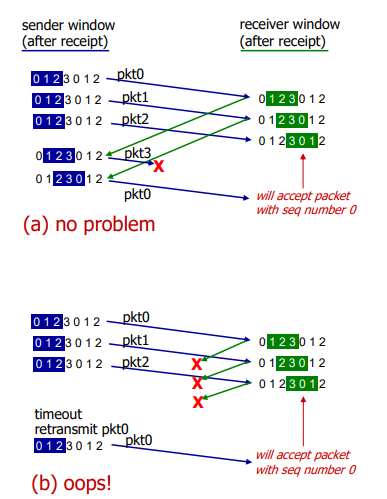 sender window
(after receipt)
receiver window
(after receipt)
0 1 2 3 0 1 2
pkt0
0 1 2 3 0 1 2
pkt1
0 1 2 3 0 1 2
0 1 2 3 0 1 2
pkt2
0 1 2 3 0 1 2
0 1 2 3 0 1 2
0 1 2 3 0 1 2
pkt3
X
0 1 2 3 0 1 2
pkt0
will accept packet
with seq number 0
(a) no problem
0 1 2 3 0 1 2
pkt0
0 1 2 3 0 1 2
pkt1
0 1 2 3 0 1 2
0 1 2 3 0 1 2
pkt2
X
0 1 2 3 0 1 2
X
0 1 2 3 0 1 2
X
timeout
retransmit pkt0
0 1 2 3 0 1 2
pkt0
will accept packet
with seq number 0
(b) oops!